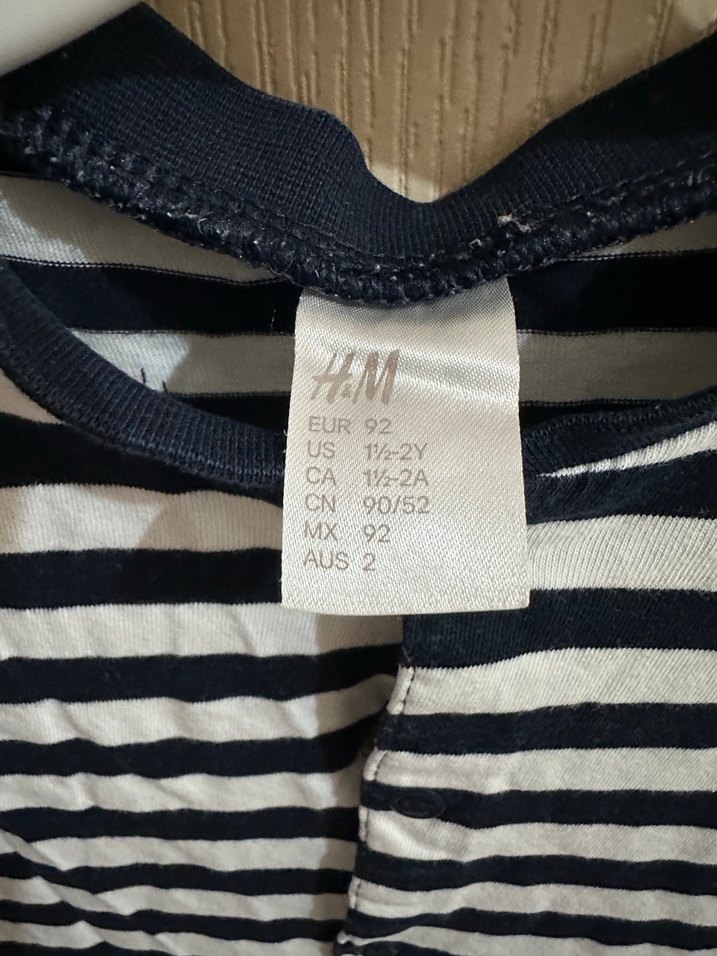 H&M
EUR 92
US 1½-2Y
CA 1½-2A
CN 90/52
MX 92
AUS 2